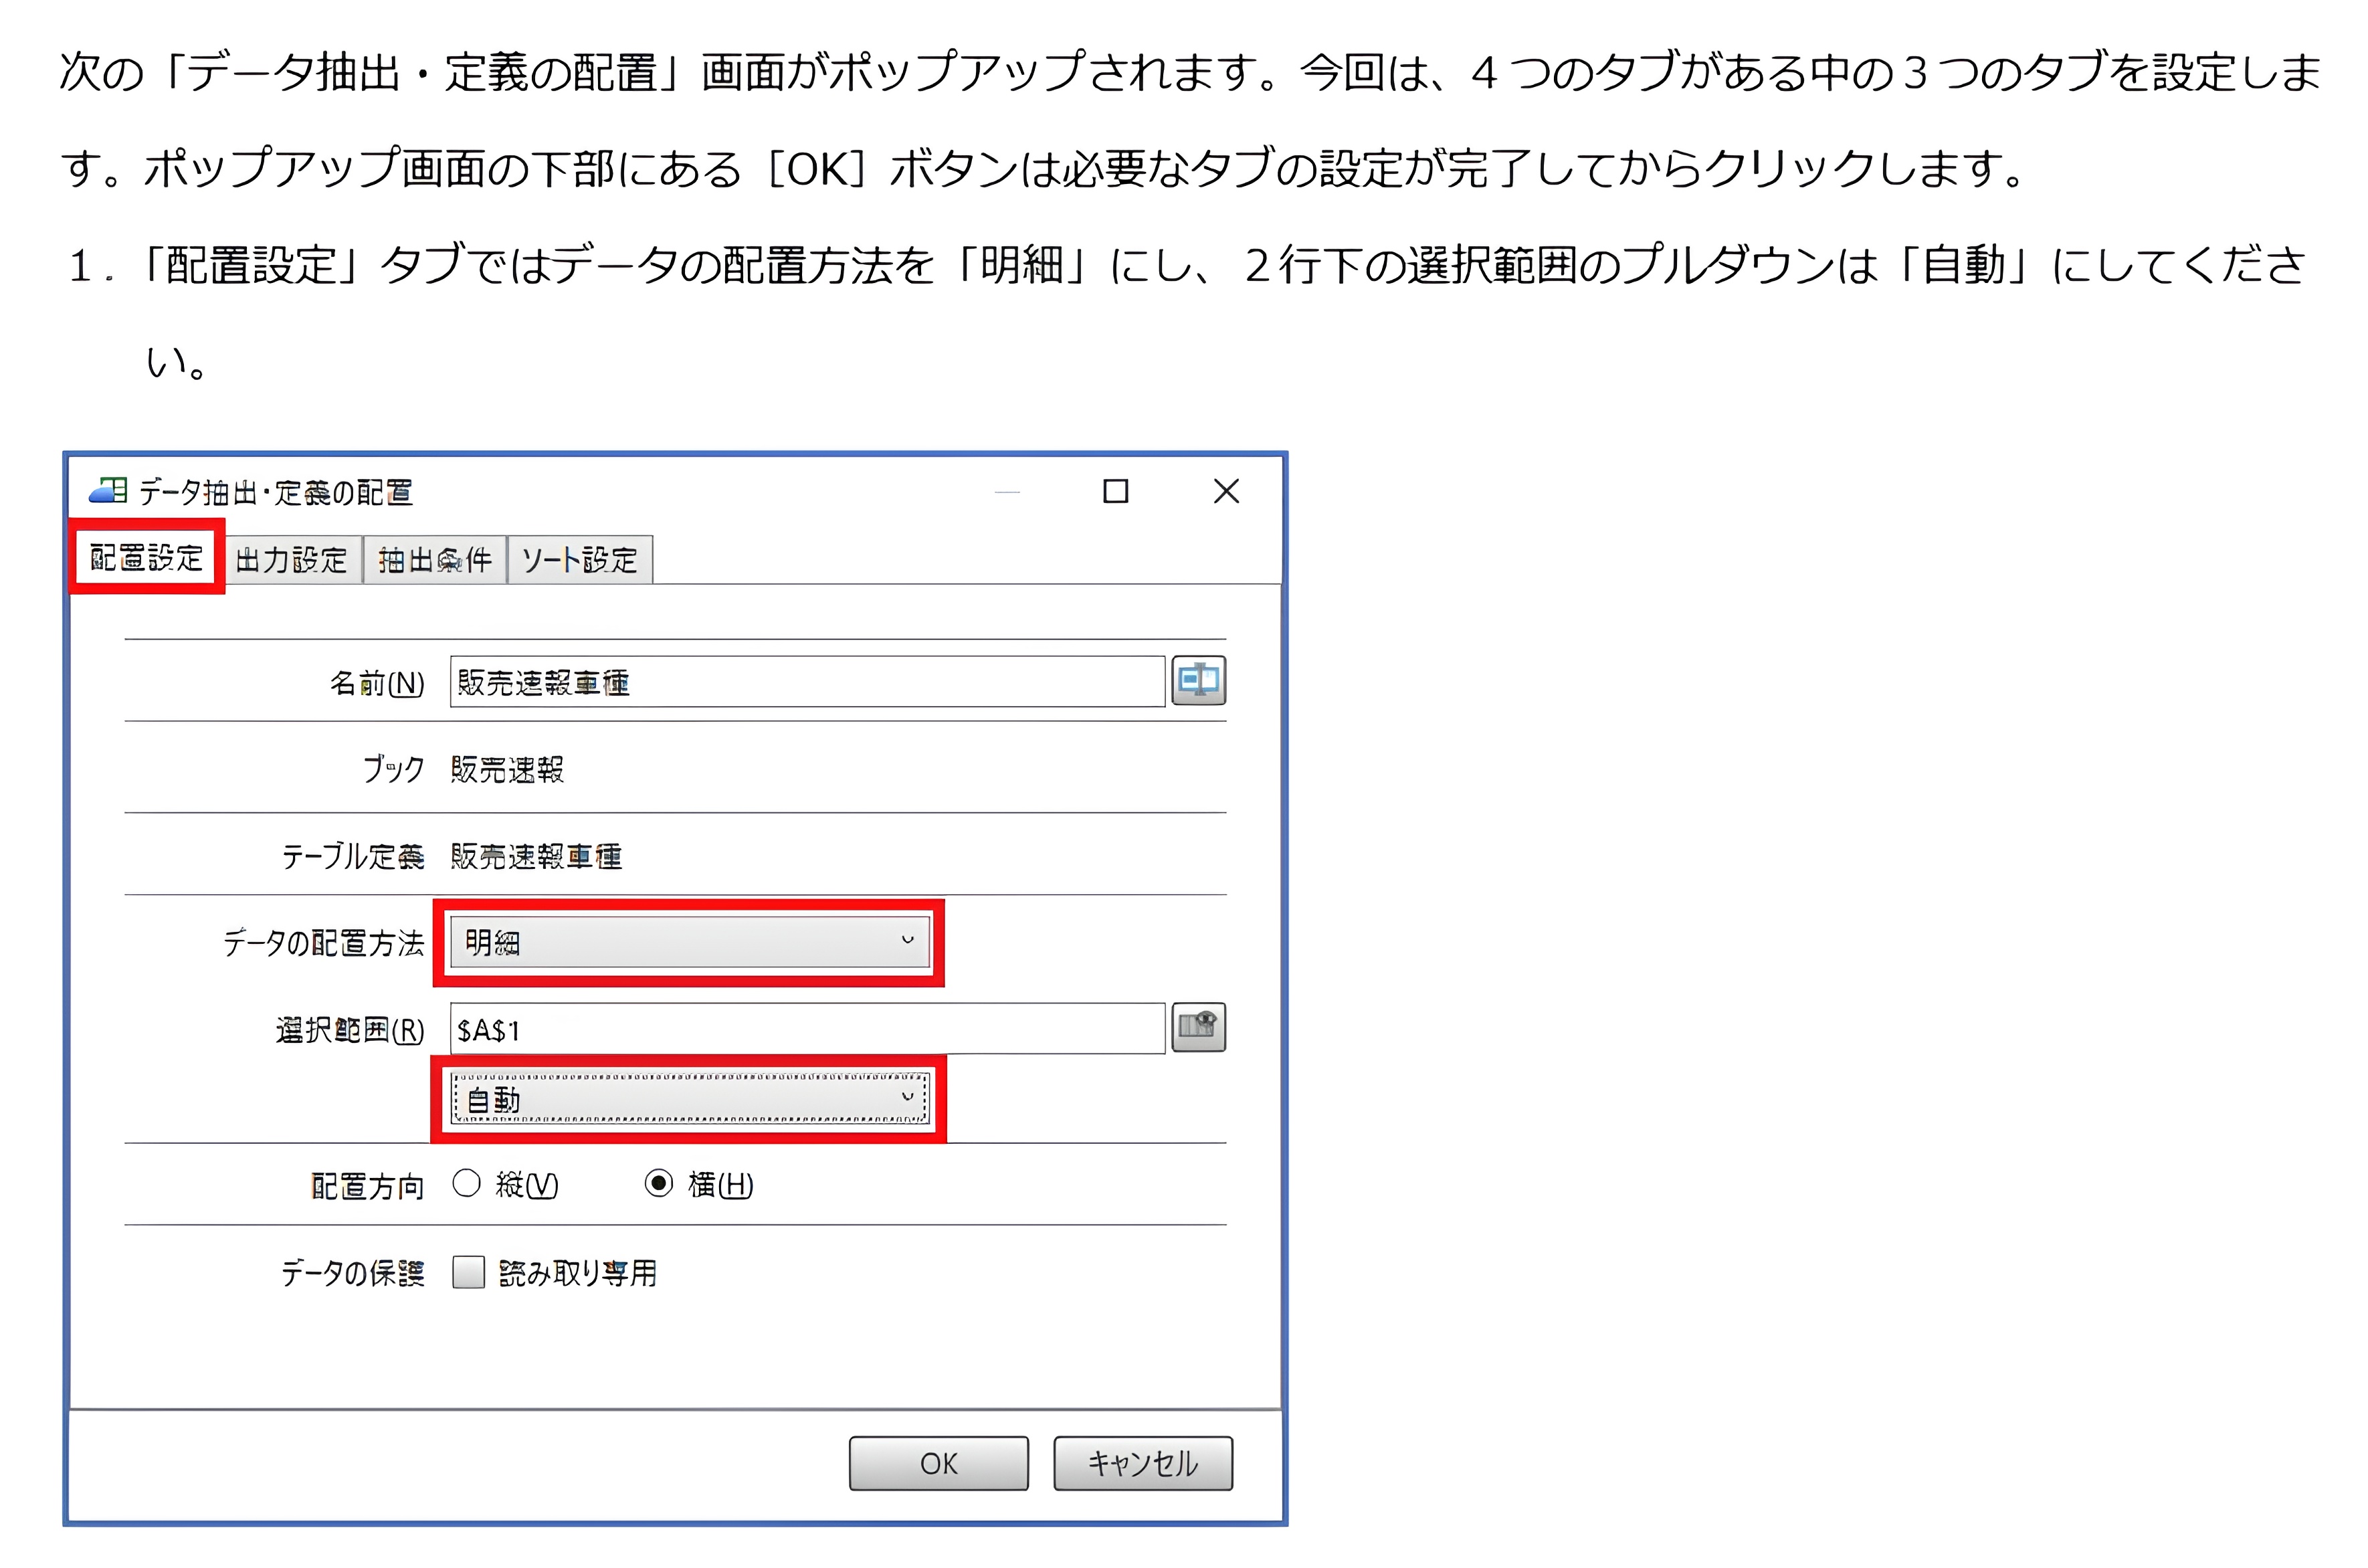 次の「データ抽出・定義の配置」画面がポップアップされます。今回は、４つのタブがある中の３つのタブを設定しま
す。ポップアップ画面の下部にある［OK］ボタンは必要なタブの設定が完了してからクリックします。
１．「配置設定」タブではデータの配置方法を「明細」にし、２行下の選択範囲のプルダウンは「自動」にしてくださ
い。
データ抽出・定義の配置
配置設定 出力設定 抽出条件 ソート設定
名前(N) 販売速報車種
ブック 販売速報
テーブル定義 販売速報車種
データの配置方法 明細
選択範囲(R) $A$1
自動
配置方向 縦(V) 横(H)
データの保護 読み取り専用
OK キャンセル